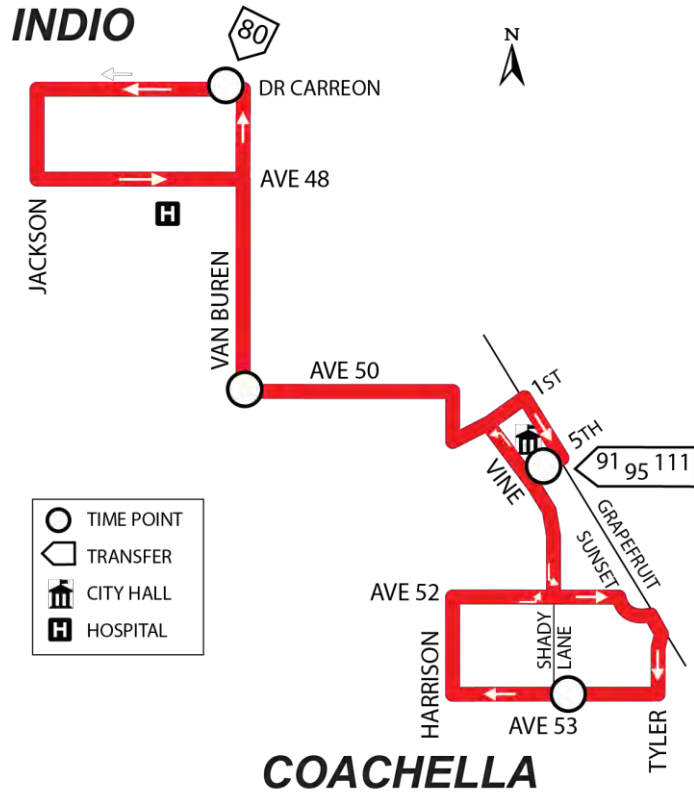 INDIO
80
N
DR CARREON
AVE 48
H
JACKSON
VAN BUREN
AVE 50
1ST
5TH
91 95 111
VINE
GRAPEFRUIT
SUNSET
TIME POINT
TRANSFER
CITY HALL
H HOSPITAL
AVE 52
SHADY
LANE
HARRISON
AVE 53
TYLER
COACHELLA